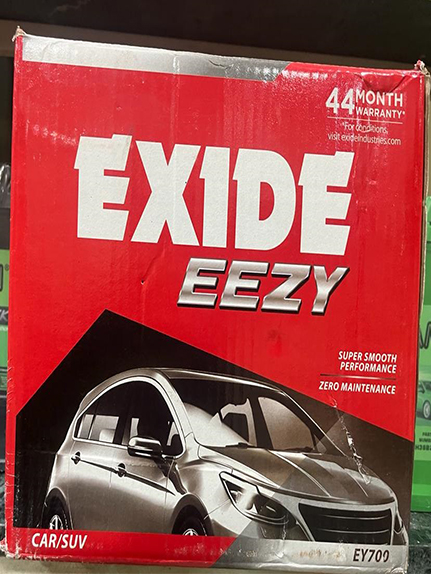 44 MONTH
WARRANTY*
*For conditions,
visit exideindustries.com
EXIDE
EEZY
SUPER SMOOTH
PERFORMANCE
ZERO MAINTENANCE
CAR/SUV
EY700